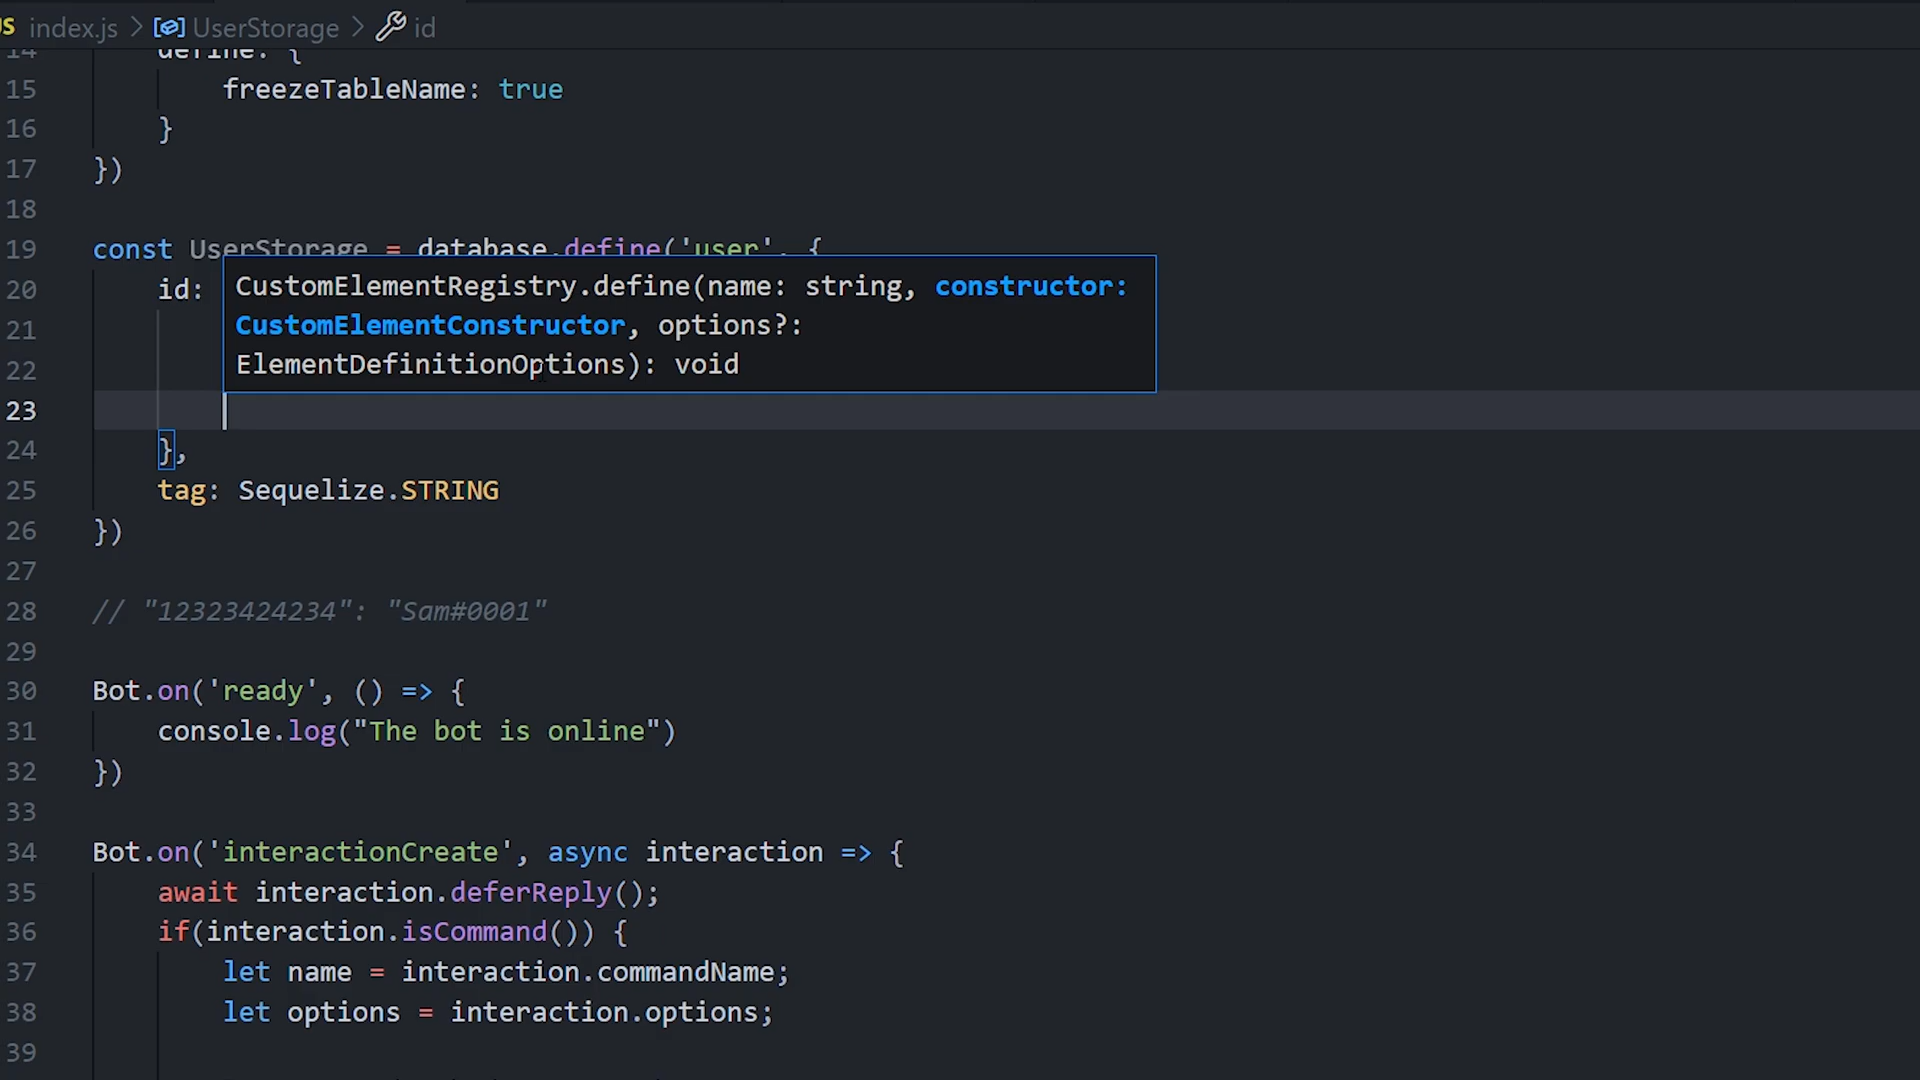 JS index.js > UserStorage > id
14 define: {
15 freezeTableName: true
16 }
17 })
18
19 const UserStorage = database.define('user', {
20 id:
CustomElementRegistry.define(name: string, constructor:
21
CustomElementConstructor, options?:
22
ElementDefinitionOptions): void
23
24 },
25 tag: Sequelize.STRING
26 })
27
28 // "12323424234": "Sam#0001"
29
30 Bot.on('ready', () => {
31 console.log("The bot is online")
32 })
33
34 Bot.on('interactionCreate', async interaction => {
35 await interaction.deferReply();
36 if(interaction.isCommand()) {
37 let name = interaction.commandName;
38 let options = interaction.options;
39